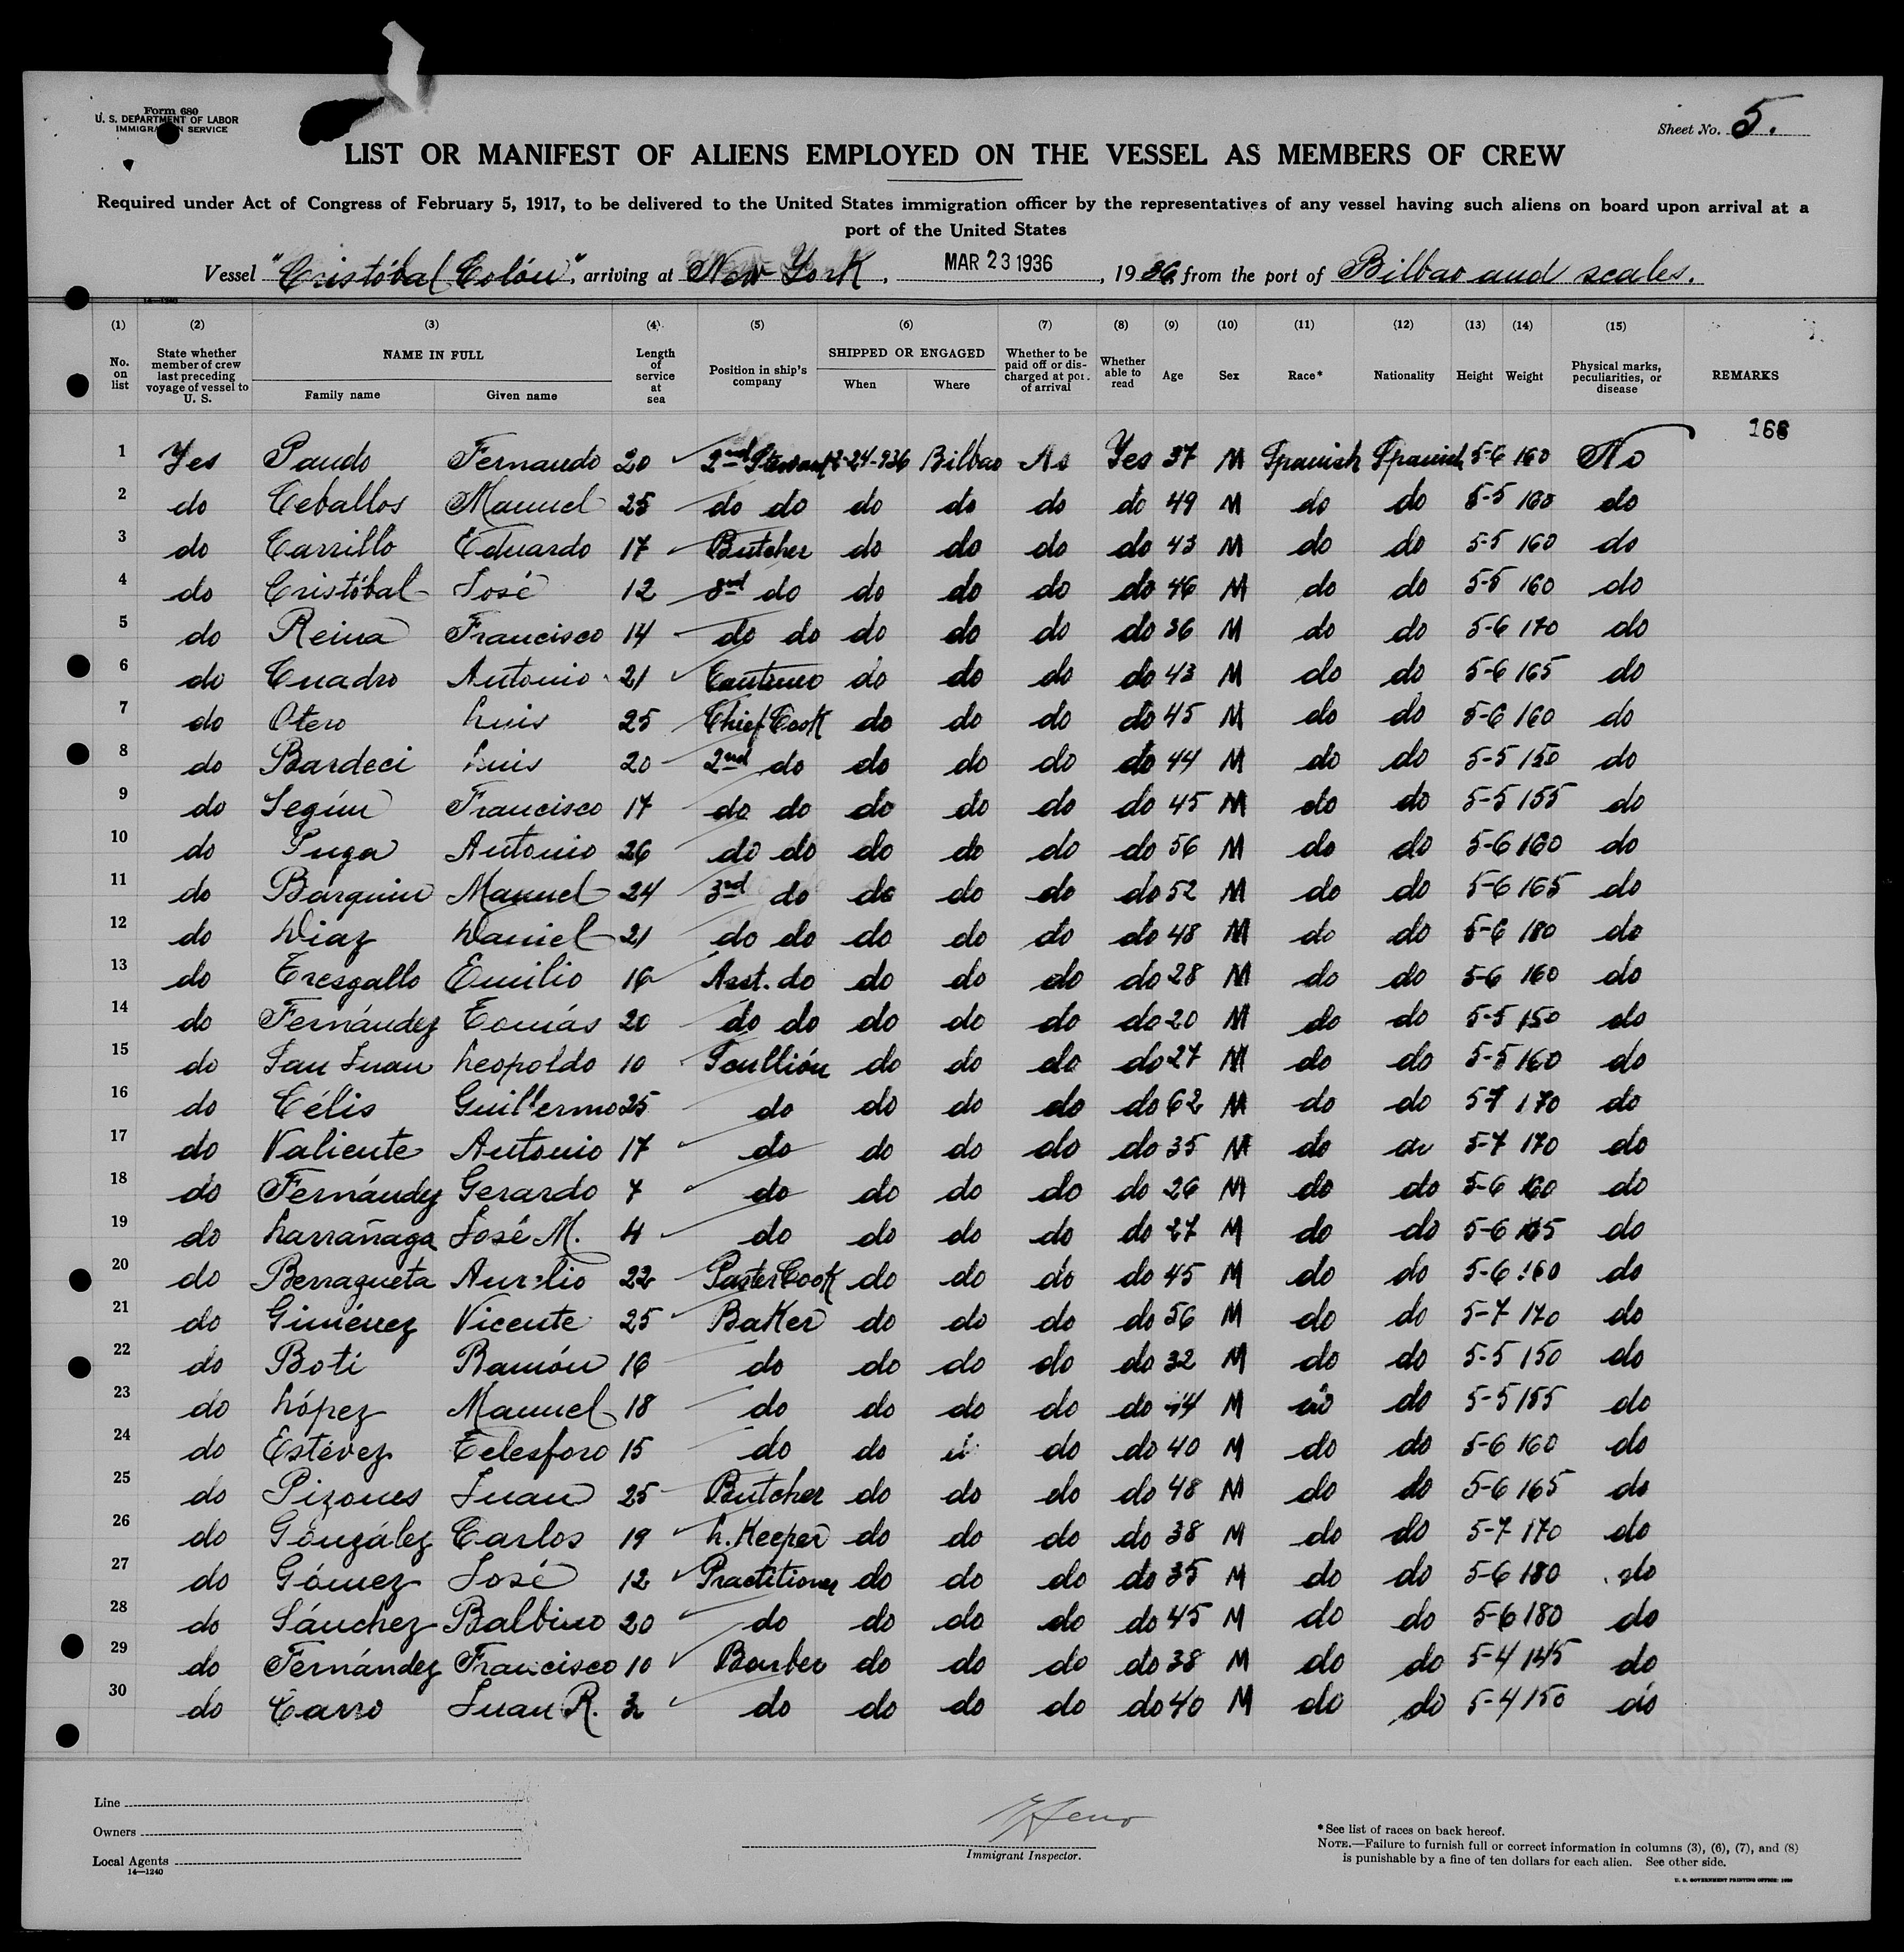 Form 680
U. S. DEPARTMENT OF LABOR
IMMIGRATION SERVICE
Sheet No. 5.
LIST OR MANIFEST OF ALIENS EMPLOYED ON THE VESSEL AS MEMBERS OF CREW
Required under Act of Congress of February 5, 1917, to be delivered to the United States immigration officer by the representatives of any vessel having such aliens on board upon arrival at a
port of the United States
Vessel "Cristóbal Colón", arriving at New York, MAR 23 1936, 1936, from the port of Bilbao and scales.
14—1240
(1) (2) (3) (4) (5) (6) (7) (8) (9) (10) (11) (12) (13) (14) (15)
No. on list State whether member of crew last preceding voyage of vessel to U. S. NAME IN FULL Family name Given name Length of service at sea Position in ship's company SHIPPED OR ENGAGED When Where Whether to be paid off or discharged at port of arrival Whether able to read Age Sex Race* Nationality Height Weight Physical marks, peculiarities, or disease REMARKS
166
1 Yes Pando Fernando 20 2nd Steward 2-24-936 Bilbao No Yes 37 M Spanish Spanish 5-6 160 No
2 do Ceballos Manuel 25 do do do do do do 49 M do do 5-5 160 do
3 do Carrillo Eduardo 17 Butcher do do do do 43 M do do 5-5 160 do
4 do Cristóbal José 12 2nd do do do do do 46 M do do 5-5 160 do
5 do Reina Francisco 14 do do do do do do 36 M do do 5-6 170 do
6 do Cuadro Antonio 21 do do do do 43 M do do 5-6 165 do
7 do Otero Luis 25 Chief Cook do do do do 45 M do do 5-6 160 do
8 do Bardeci Luis 20 2nd do do do do do 44 M do do 5-5 150 do
9 do Según Francisco 17 do do do do do do 45 M do do 5-5 155 do
10 do Puga Antonio 26 do do do do do do 56 M do do 5-6 160 do
11 do Bárquin Manuel 24 3nd do do do do do 52 M do do 5-6 165 do
12 do Diaz Daniel 21 do do do do do do 48 M do do 5-6 180 do
13 do Tresgallo Emilio 16 Asst. do do do do do 28 M do do 5-6 160 do
14 do Fernández Tomás 20 do do do do do do 20 M do do 5-5 150 do
15 do San Juan Leopoldo 10 Scullión do do do do 27 M do do 5-5 160 do
16 do Célis Guillermo 25 do do do do do 62 M do do 5-7 170 do
17 do Valiente Antonio 17 do do do do do 35 M do do 5-7 170 do
18 do Fernández Gerardo 7 do do do do do 26 M do do 5-6 160 do
19 do Larrañaga José M. 4 do do do do do 27 M do do 5-6 165 do
20 do Berragueta Aurelio 22 Paster Cook do do do do 45 M do do 5-6 160 do
21 do Giménez Vicente 25 Baker do do do do 56 M do do 5-7 170 do
22 do Boti Ramón 16 do do do do do 32 M do do 5-5 150 do
23 do López Manuel 18 do do do do do 44 M do do 5-5 155 do
24 do Estévez Telesforo 15 do do do do do 40 M do do 5-6 160 do
25 do Pizones Juan 25 Butcher do do do do 48 M do do 5-6 165 do
26 do González Carlos 19 L. Keeper do do do do 38 M do do 5-7 170 do
27 do Gómez José 12 Practitioner do do do do 35 M do do 5-6 180 do
28 do Sánchez Balbino 20 do do do do do 45 M do do 5-6 180 do
29 do Fernández Francisco 10 Barber do do do do 38 M do do 5-4 145 do
30 do Carro Juan R. 3 do do do do do 40 M do do 5-4 150 do
Line
Owners
Local Agents
14—1240
Immigrant Inspector.
*See list of races on back hereof.
NOTE.—Failure to furnish full or correct information in columns (3), (6), (7), and (8)
is punishable by a fine of ten dollars for each alien. See other side.
U. S. GOVERNMENT PRINTING OFFICE: 1930